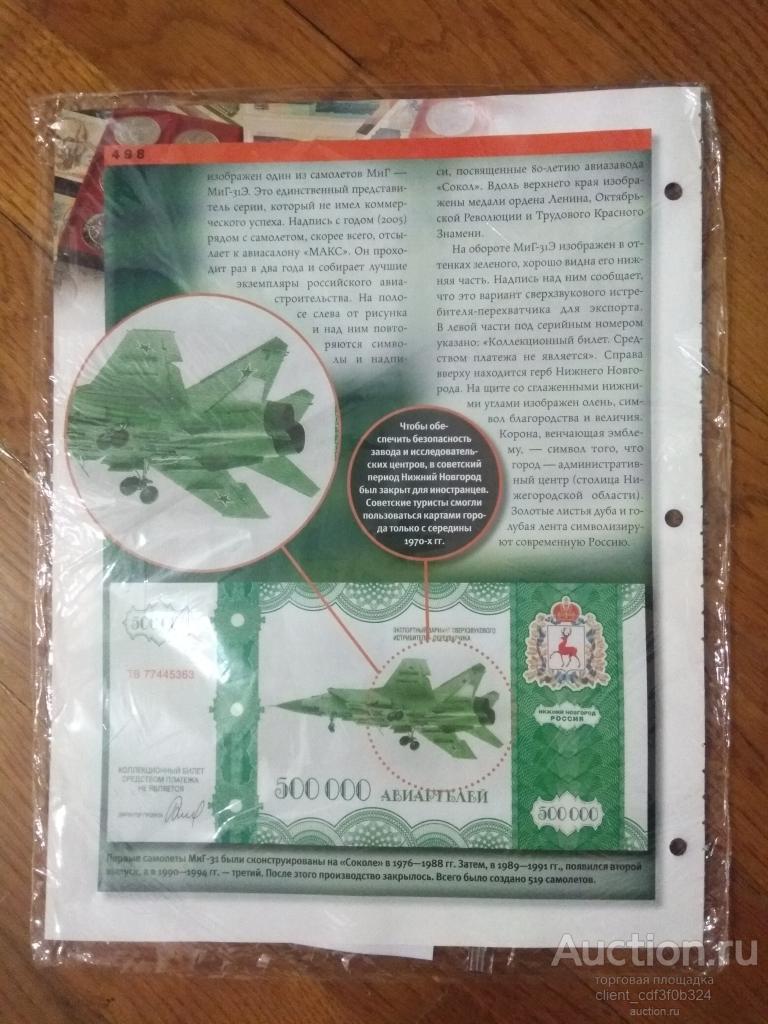 498
изображен один из самолетов МиГ —
МиГ-31Э. Это единственный представи-
тель серии, который не имел коммер-
ческого успеха. Надпись с годом (2005)
рядом с самолетом, скорее всего, отсы-
лает к авиасалону «МАКС». Он прохо-
дит раз в два года и собирает лучшие
экземпляры российского авиа-
строительства. На поло-
се слева от рисунка
и над ним повто-
ряются симво-
лы и надпи-
си, посвященные 80-летию авиазавода
«Сокол». Вдоль верхнего края изобра-
жены медали ордена Ленина, Октябрь-
ской Революции и Трудового Красного
Знамени.
На обороте МиГ-31Э изображен в от-
тенках зеленого, хорошо видна его ниж-
няя часть. Надпись над ним сообщает,
что это вариант сверхзвукового истре-
бителя-перехватчика для экспорта.
В левой части под серийным номером
указано: «Коллекционный билет. Сред-
ством платежа не является». Справа
вверху находится герб Нижнего Новго-
рода. На щите со сглаженными нижни-
ми углами изображен олень, сим-
вол благородства и величия.
Корона, венчающая эмбле-
му, — символ того, что
город — административ-
ный центр (столица Ни-
жегородской области).
Золотые листья дуба и го-
лубая лента символизиру-
ют современную Россию.
Чтобы обе-
спечить безопасность
завода и исследователь-
ских центров, в советский
период Нижний Новгород
был закрыт для иностранцев.
Советские туристы смогли
пользоваться картами горо-
да только с середины
1970-х гг.
500 000
ТВ 77445363
КОЛЛЕКЦИОННЫЙ БИЛЕТ
СРЕДСТВОМ ПЛАТЕЖА
НЕ ЯВЛЯЕТСЯ
ДИРЕКТОР ПРОЕКТА
ЭКСПОРТНЫЙ ВАРИАНТ СВЕРХЗВУКОВОГО
ИСТРЕБИТЕЛЯ-ПЕРЕХВАТЧИКА
500 000 АВИАРТЕЛЕЙ
НИЖНИЙ НОВГОРОД
РОССИЯ
500 000
Первые самолеты МиГ-31 были сконструированы на «Соколе» в 1976—1988 гг. Затем, в 1989—1991 гг., появился второй
выпуск, а в 1990—1994 гг. — третий. После этого производство закрылось. Всего было создано 519 самолетов.
Auction.ru
торговая площадка
client_cdf3f0b324
auction.ru